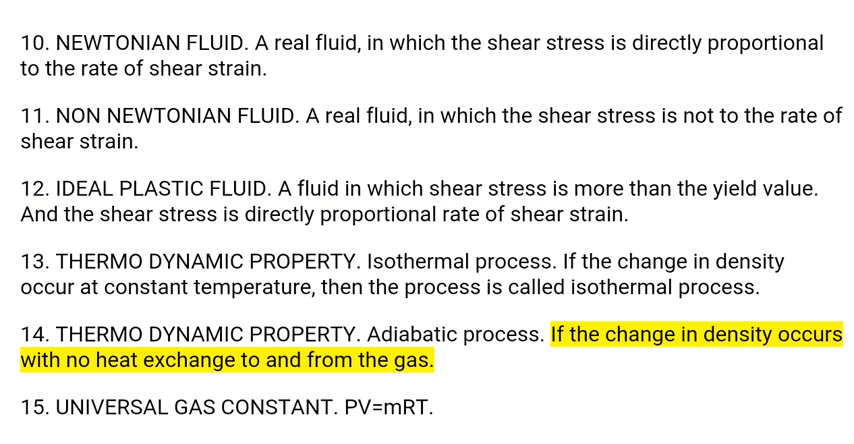 10. NEWTONIAN FLUID. A real fluid, in which the shear stress is directly proportional
to the rate of shear strain.
11. NON NEWTONIAN FLUID. A real fluid, in which the shear stress is not to the rate of
shear strain.
12. IDEAL PLASTIC FLUID. A fluid in which shear stress is more than the yield value.
And the shear stress is directly proportional rate of shear strain.
13. THERMO DYNAMIC PROPERTY. Isothermal process. If the change in density
occur at constant temperature, then the process is called isothermal process.
14. THERMO DYNAMIC PROPERTY. Adiabatic process. If the change in density occurs
with no heat exchange to and from the gas.
15. UNIVERSAL GAS CONSTANT. PV=mRT.